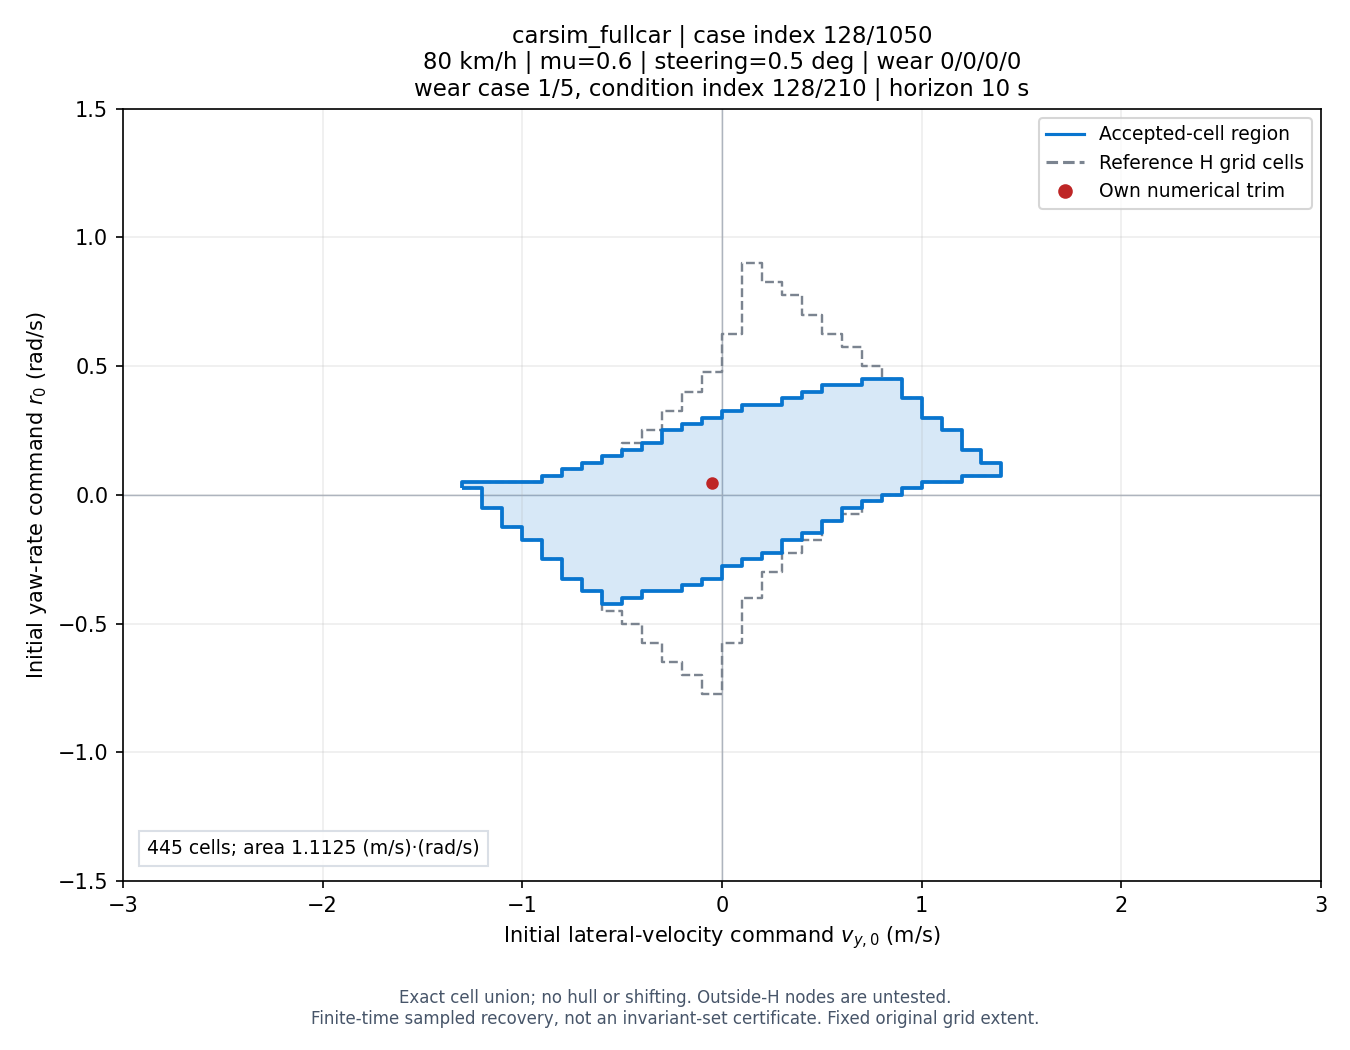 carsim_fullcar | case index 128/1050
80 km/h | mu=0.6 | steering=0.5 deg | wear 0/0/0/0
wear case 1/5, condition index 128/210 | horizon 10 s
Accepted-cell region
Reference H grid cells
Own numerical trim
Initial yaw-rate command r₀ (rad/s)
1.5
1.0
0.5
0.0
−0.5
−1.0
−1.5
445 cells; area 1.1125 (m/s)·(rad/s)
−3
−2
−1
0
1
2
3
Initial lateral-velocity command v_{y,0} (m/s)
Exact cell union; no hull or shifting. Outside-H nodes are untested.
Finite-time sampled recovery, not an invariant-set certificate. Fixed original grid extent.